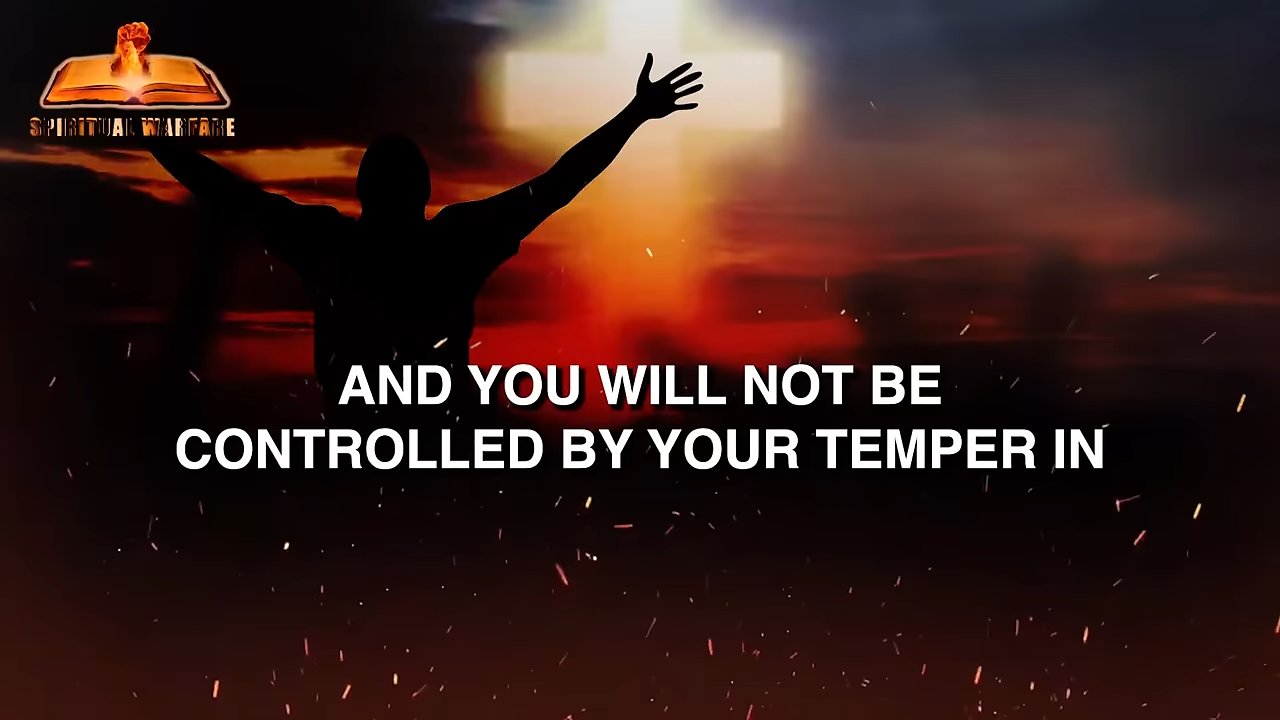 SPIRITUAL WARFARE
AND YOU WILL NOT BE
CONTROLLED BY YOUR TEMPER IN